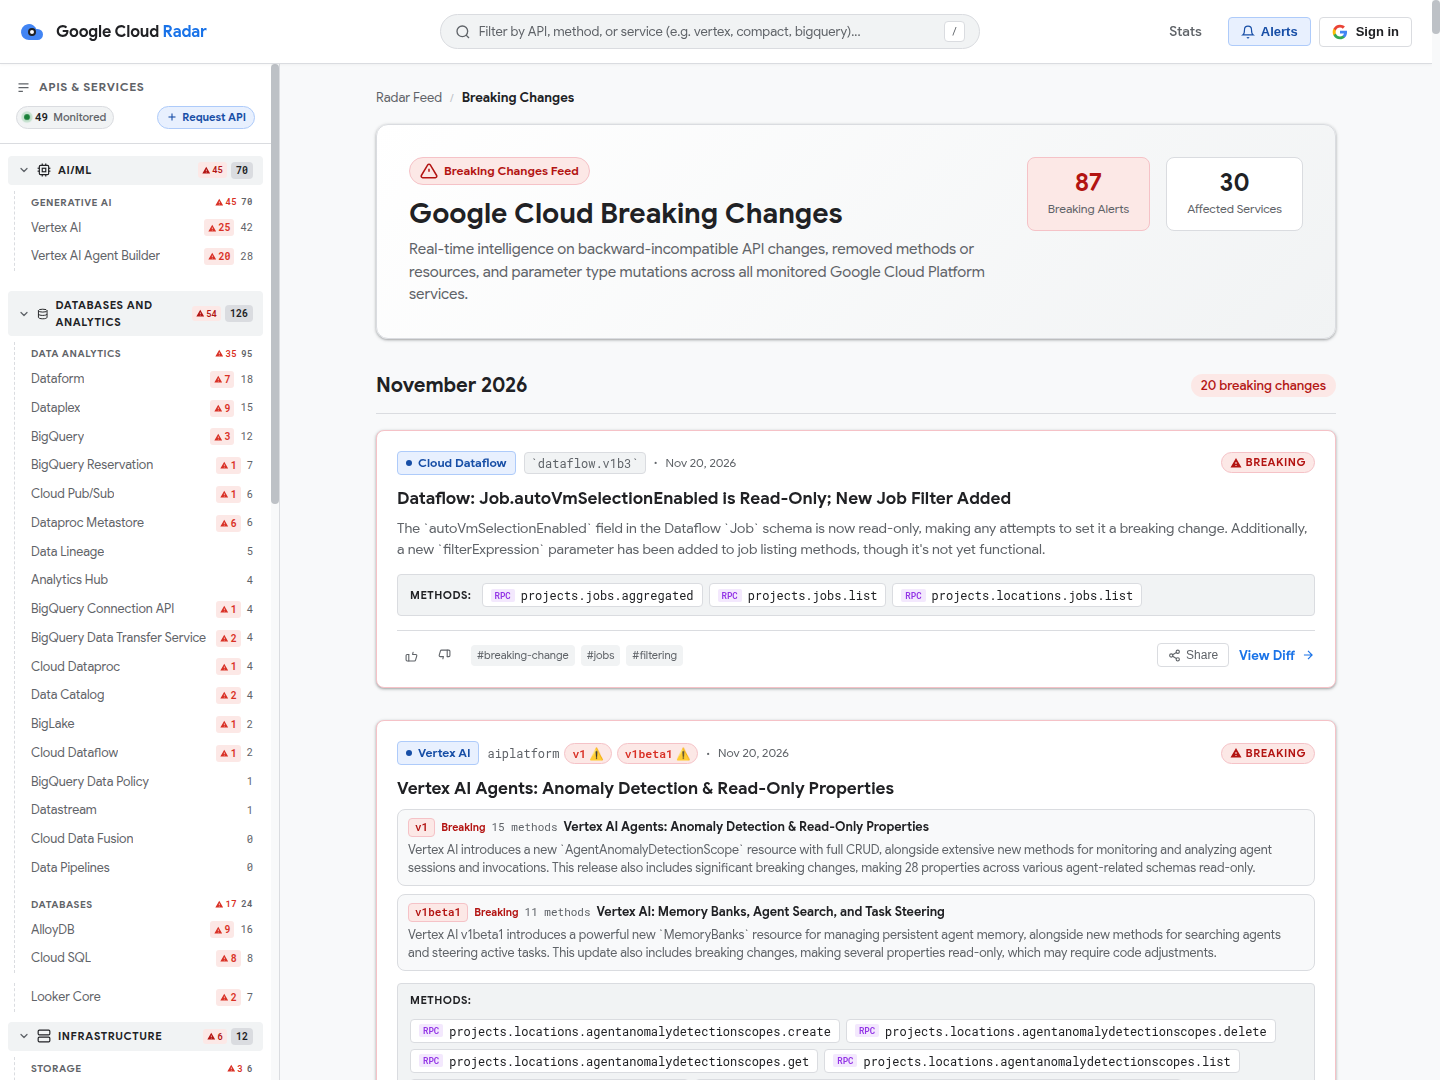 Google Cloud Radar
Filter by API, method, or service (e.g. vertex, compact, bigquery)...
/
Stats
Alerts
Sign in
APIS & SERVICES
49 Monitored
+ Request API
AI/ML 45 70
GENERATIVE AI 45 70
Vertex AI 25 42
Vertex AI Agent Builder 20 28
DATABASES AND ANALYTICS 54 126
DATA ANALYTICS 35 95
Dataform 7 18
Dataplex 9 15
BigQuery 3 12
BigQuery Reservation 1 7
Cloud Pub/Sub 1 6
Dataproc Metastore 6 6
Data Lineage 5
Analytics Hub 4
BigQuery Connection API 1 4
BigQuery Data Transfer Service 2 4
Cloud Dataproc 1 4
Data Catalog 2 4
BigLake 1 2
Cloud Dataflow 1 2
BigQuery Data Policy 1
Datastream 1
Cloud Data Fusion 0
Data Pipelines 0
DATABASES 17 24
AlloyDB 9 16
Cloud SQL 8 8
Looker Core 2 7
INFRASTRUCTURE 6 12
STORAGE 3 6
Radar Feed / Breaking Changes
Breaking Changes Feed
Google Cloud Breaking Changes
Real-time intelligence on backward-incompatible API changes, removed methods or
resources, and parameter type mutations across all monitored Google Cloud Platform
services.
87
Breaking Alerts
30
Affected Services
November 2026
20 breaking changes
Cloud Dataflow `dataflow.v1b3` · Nov 20, 2026
BREAKING
Dataflow: Job.autoVmSelectionEnabled is Read-Only; New Job Filter Added
The `autoVmSelectionEnabled` field in the Dataflow `Job` schema is now read-only, making any attempts to set it a breaking change. Additionally,
a new `filterExpression` parameter has been added to job listing methods, though it's not yet functional.
METHODS: RPC projects.jobs.aggregated RPC projects.jobs.list RPC projects.locations.jobs.list
#breaking-change #jobs #filtering
Share
View Diff
Vertex AI aiplatform v1 ⚠️ v1beta1 ⚠️ · Nov 20, 2026
BREAKING
Vertex AI Agents: Anomaly Detection & Read-Only Properties
v1 Breaking 15 methods Vertex AI Agents: Anomaly Detection & Read-Only Properties
Vertex AI introduces a new `AgentAnomalyDetectionScope` resource with full CRUD, alongside extensive new methods for monitoring and analyzing agent
sessions and invocations. This release also includes significant breaking changes, making 28 properties across various agent-related schemas read-only.
v1beta1 Breaking 11 methods Vertex AI: Memory Banks, Agent Search, and Task Steering
Vertex AI v1beta1 introduces a powerful new `MemoryBanks` resource for managing persistent agent memory, alongside new methods for searching agents
and steering active tasks. This update also includes breaking changes, making several properties read-only, which may require code adjustments.
METHODS:
RPC projects.locations.agentanomalydetectionscopes.create RPC projects.locations.agentanomalydetectionscopes.delete
RPC projects.locations.agentanomalydetectionscopes.get RPC projects.locations.agentanomalydetectionscopes.list